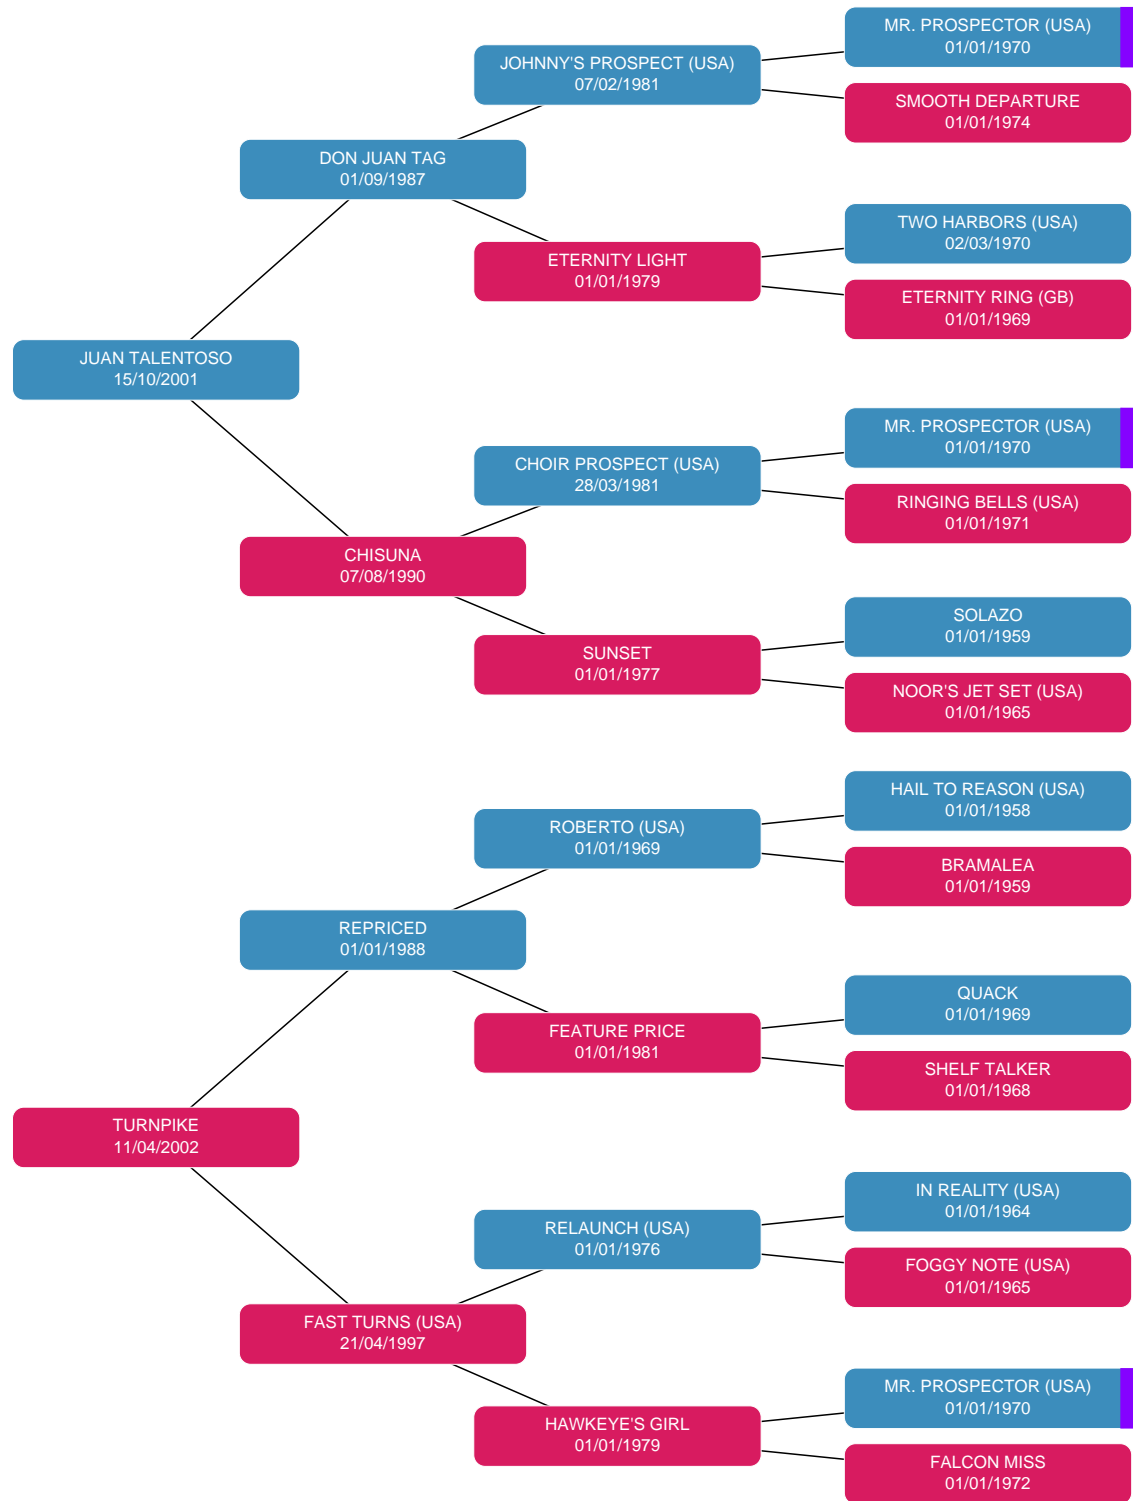 MR. PROSPECTOR (USA)
01/01/1970
JOHNNY'S PROSPECT (USA)
07/02/1981
SMOOTH DEPARTURE
01/01/1974
DON JUAN TAG
01/09/1987
TWO HARBORS (USA)
02/03/1970
ETERNITY LIGHT
01/01/1979
ETERNITY RING (GB)
01/01/1969
JUAN TALENTOSO
15/10/2001
MR. PROSPECTOR (USA)
01/01/1970
CHOIR PROSPECT (USA)
28/03/1981
RINGING BELLS (USA)
01/01/1971
CHISUNA
07/08/1990
SOLAZO
01/01/1959
SUNSET
01/01/1977
NOOR'S JET SET (USA)
01/01/1965
HAIL TO REASON (USA)
01/01/1958
ROBERTO (USA)
01/01/1969
BRAMALEA
01/01/1959
REPRICED
01/01/1988
QUACK
01/01/1969
FEATURE PRICE
01/01/1981
SHELF TALKER
01/01/1968
TURNPIKE
11/04/2002
IN REALITY (USA)
01/01/1964
RELAUNCH (USA)
01/01/1976
FOGGY NOTE (USA)
01/01/1965
FAST TURNS (USA)
21/04/1997
MR. PROSPECTOR (USA)
01/01/1970
HAWKEYE'S GIRL
01/01/1979
FALCON MISS
01/01/1972